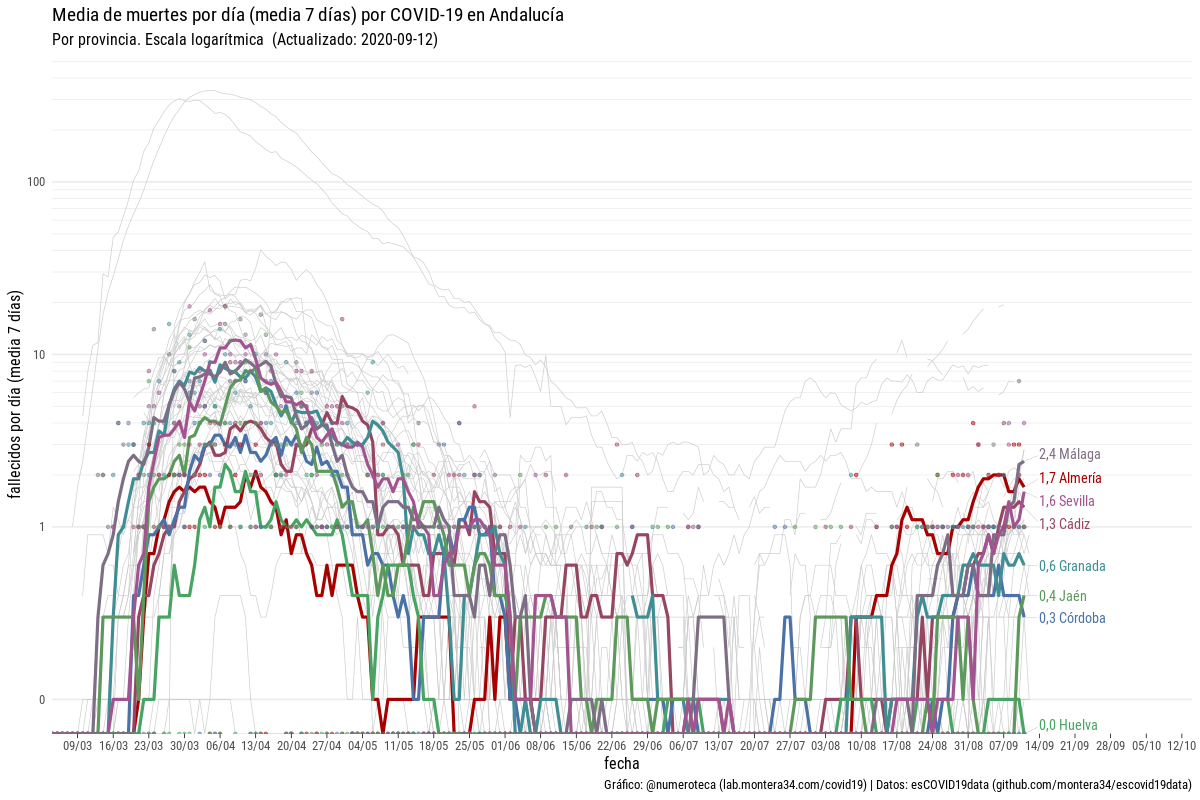 Media de muertes por día (media 7 días) por COVID-19 en Andalucía
Por provincia. Escala logarítmica  (Actualizado: 2020-09-12)
fallecidos por día (media 7 días)
100
10
1
0
2,4 Málaga
1,7 Almería
1,6 Sevilla
1,3 Cádiz
0,6 Granada
0,4 Jaén
0,3 Córdoba
0,0 Huelva
09/03 16/03 23/03 30/03 06/04 13/04 20/04 27/04 04/05 11/05 18/05 25/05 01/06 08/06 15/06 22/06 29/06 06/07 13/07 20/07 27/07 03/08 10/08 17/08 24/08 31/08 07/09 14/09 21/09 28/09 05/10 12/10
fecha
Gráfico: @numeroteca (lab.montera34.com/covid19) | Datos: esCOVID19data (github.com/montera34/escovid19data)